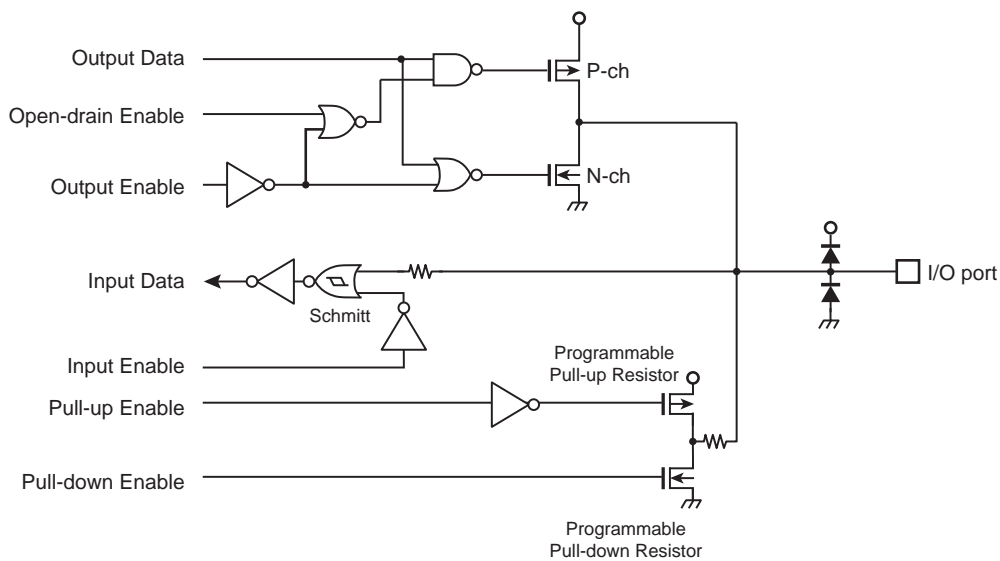 Output Data
P-ch
Open-drain Enable
Output Enable
N-ch
Input Data
I/O port
Schmitt
Input Enable
Programmable
Pull-up Resistor
Pull-up Enable
Pull-down Enable
Programmable
Pull-down Resistor